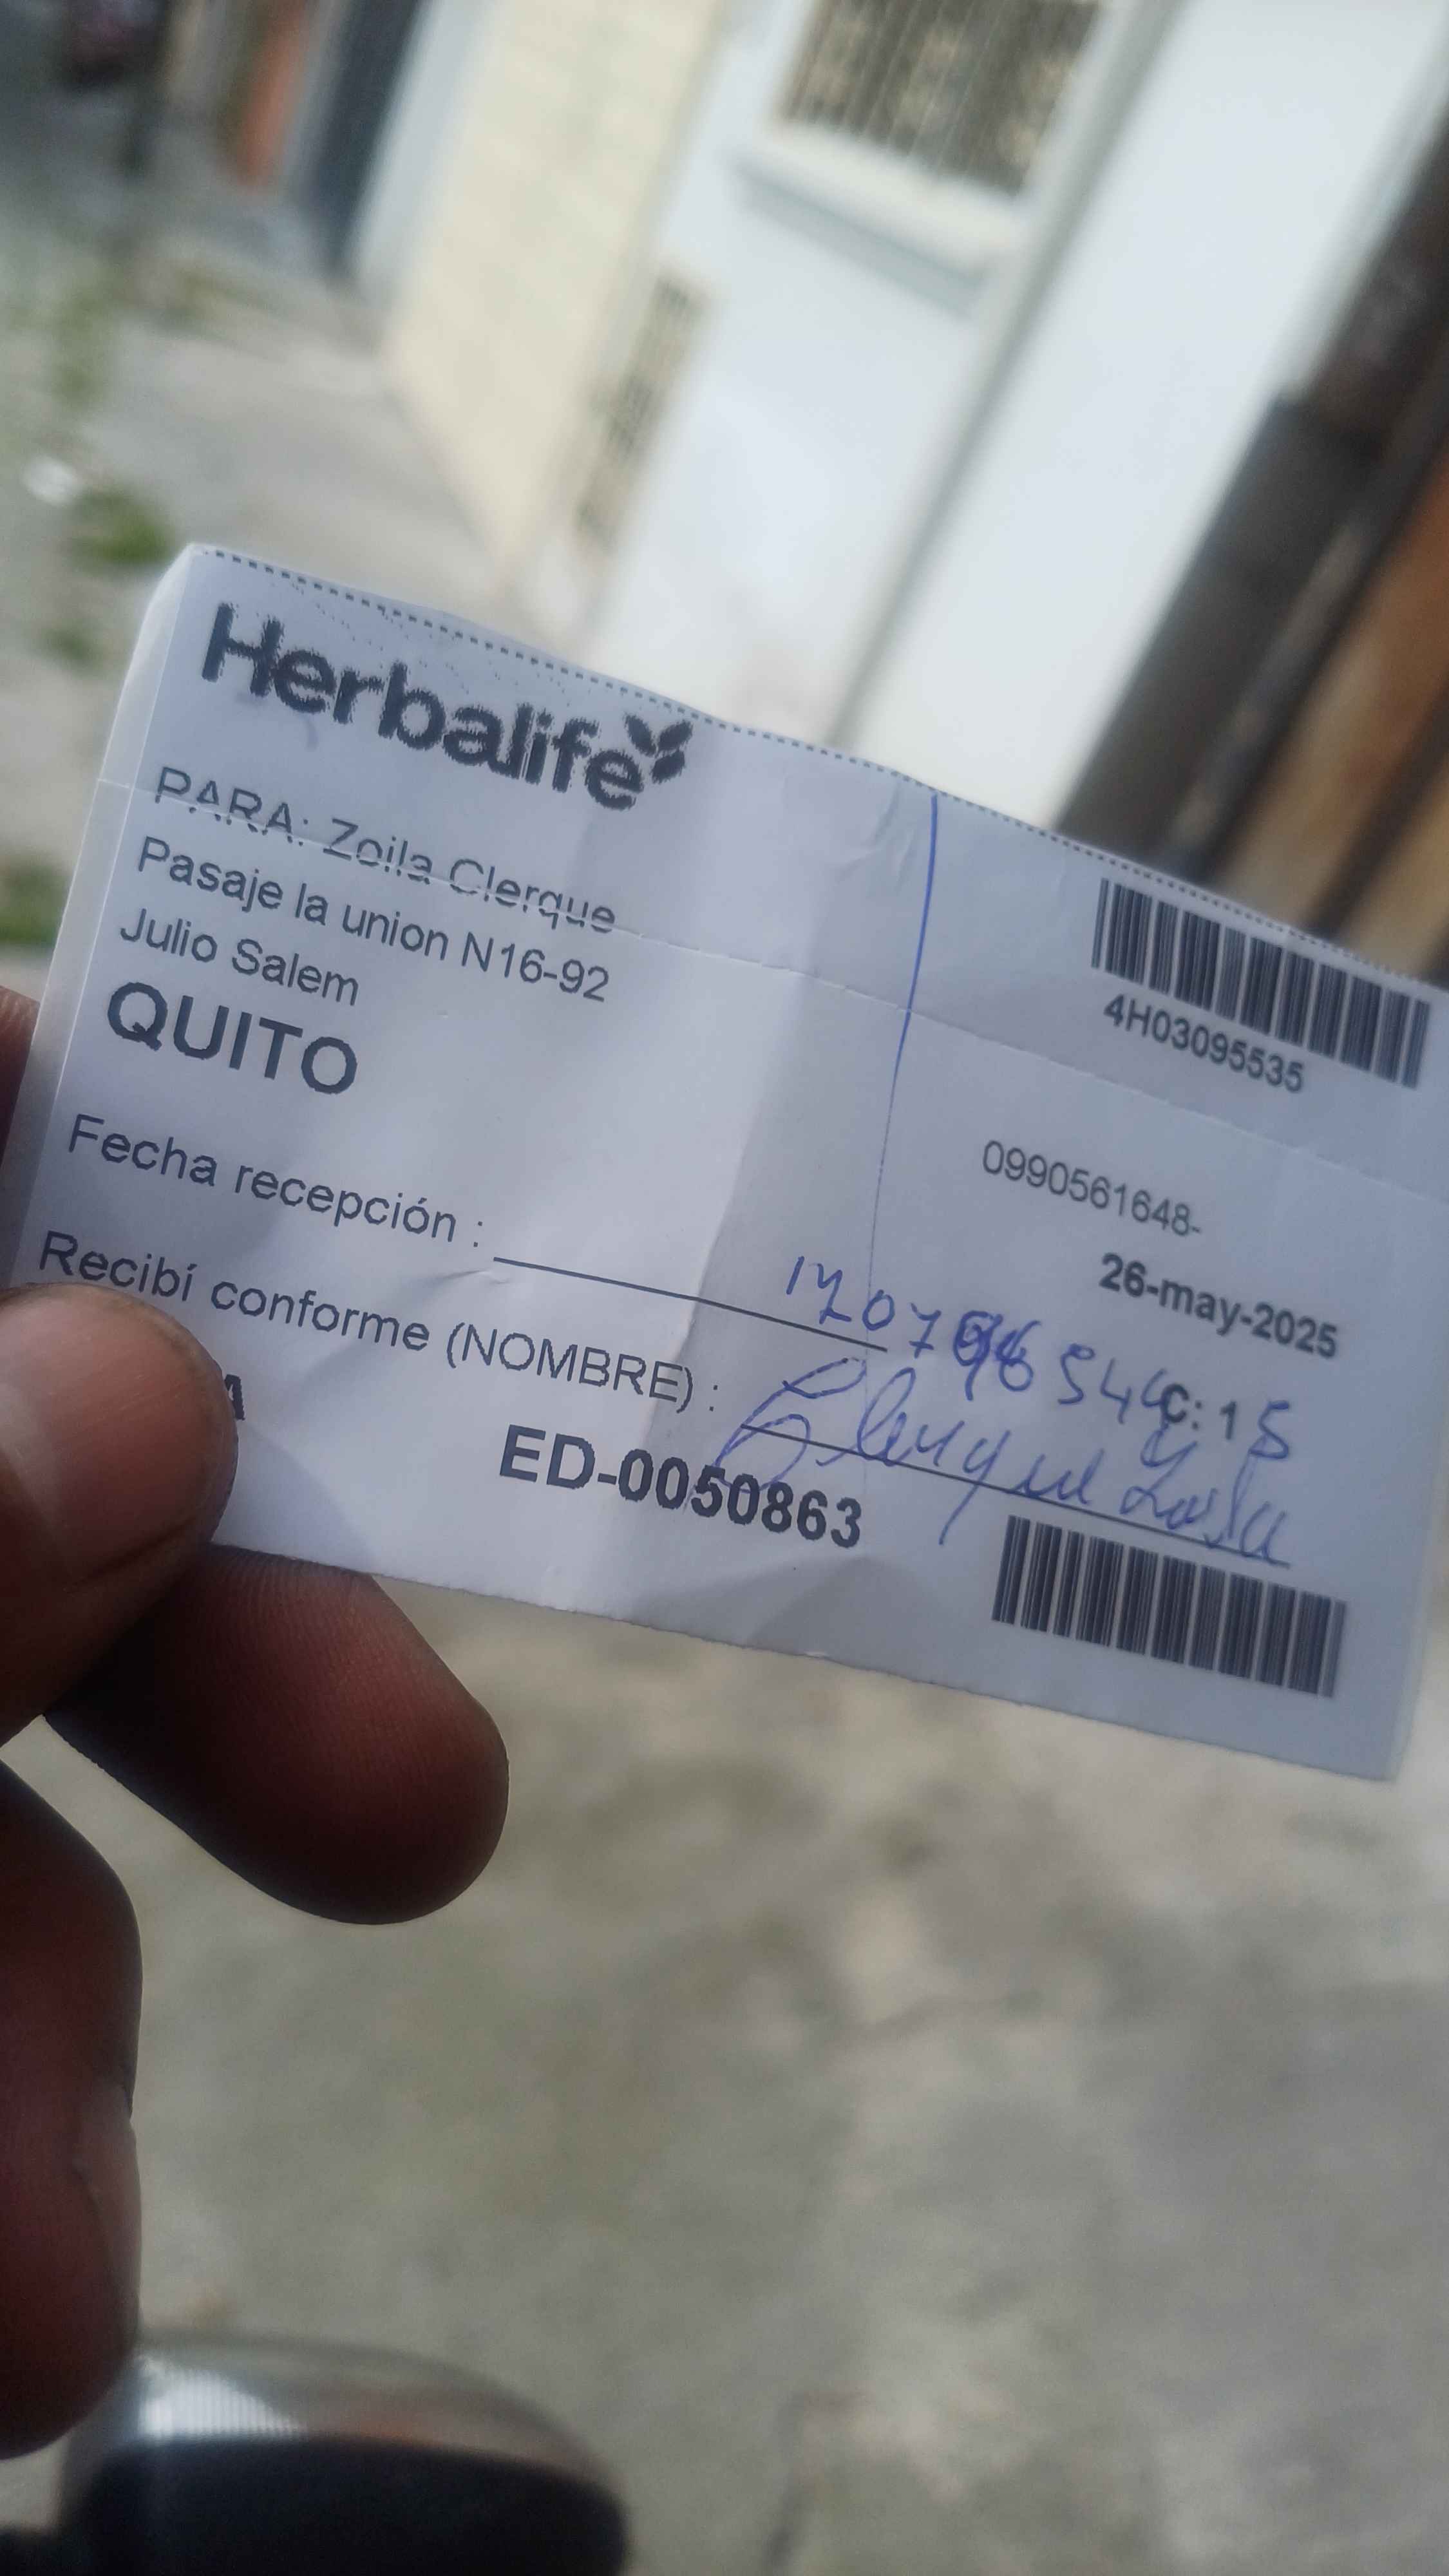 Herbalife
PARA: Zoila Clerque
Pasaje la union N16-92
Julio Salem
QUITO
4H03095535
0990561648-
26-may-2025
Fecha recepción :
C: 1
Recibí conforme (NOMBRE) :
ED-0050863